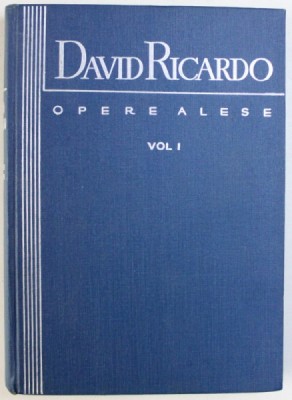 DAVID RICARDO
OPERE ALESE
VOL I